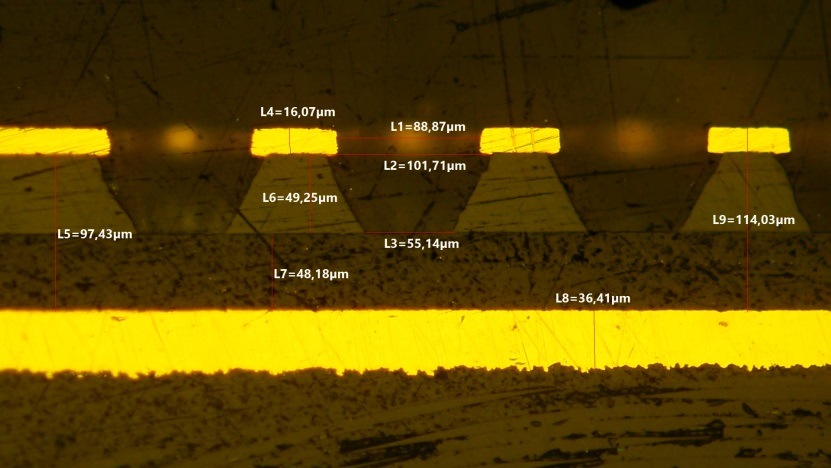 L4=16,07µm
L1=88,87µm
L2=101,71µm
L6=49,25µm
L9=114,03µm
L5=97,43µm
L3=55,14µm
L7=48,18µm
L8=36,41µm